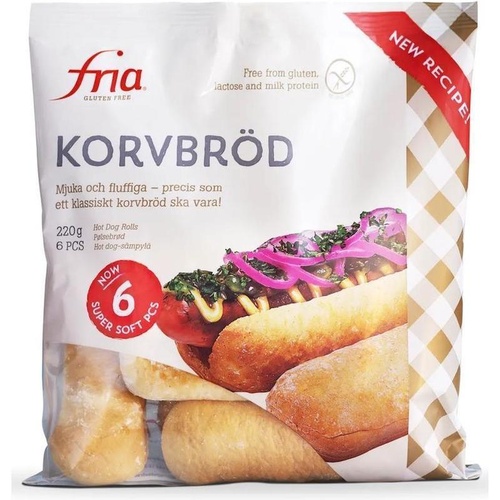 fria
GLUTEN FREE
Free from gluten,
lactose and milk protein
NEW RECIPE!
KORVBRÖD
Mjuka och fluffiga – precis som
ett klassiskt korvbröd ska vara!
220g
6 PCS
Hot Dog Rolls
Pølsebrød
Hot dog-sämpylä
NOW
6
SUPER SOFT PCS